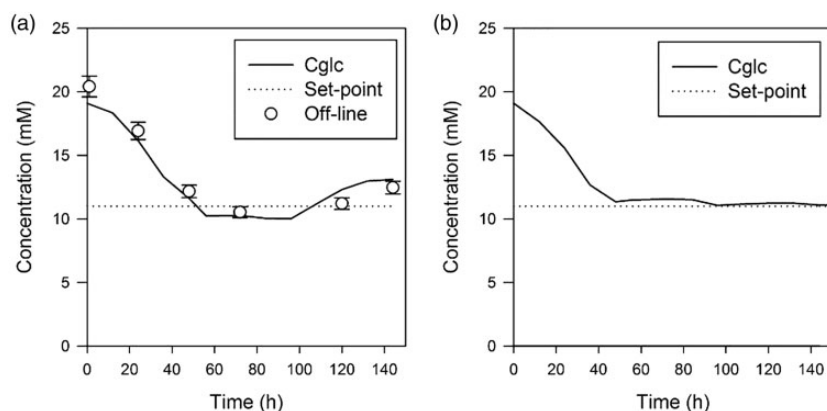 (a)
25
20
15
10
5
0
Concentration (mM)
Cglc
Set-point
Off-line
0 20 40 60 80 100 120 140
Time (h)
(b)
25
20
15
10
5
0
Concentration (mM)
Cglc
Set-point
0 20 40 60 80 100 120 140
Time (h)